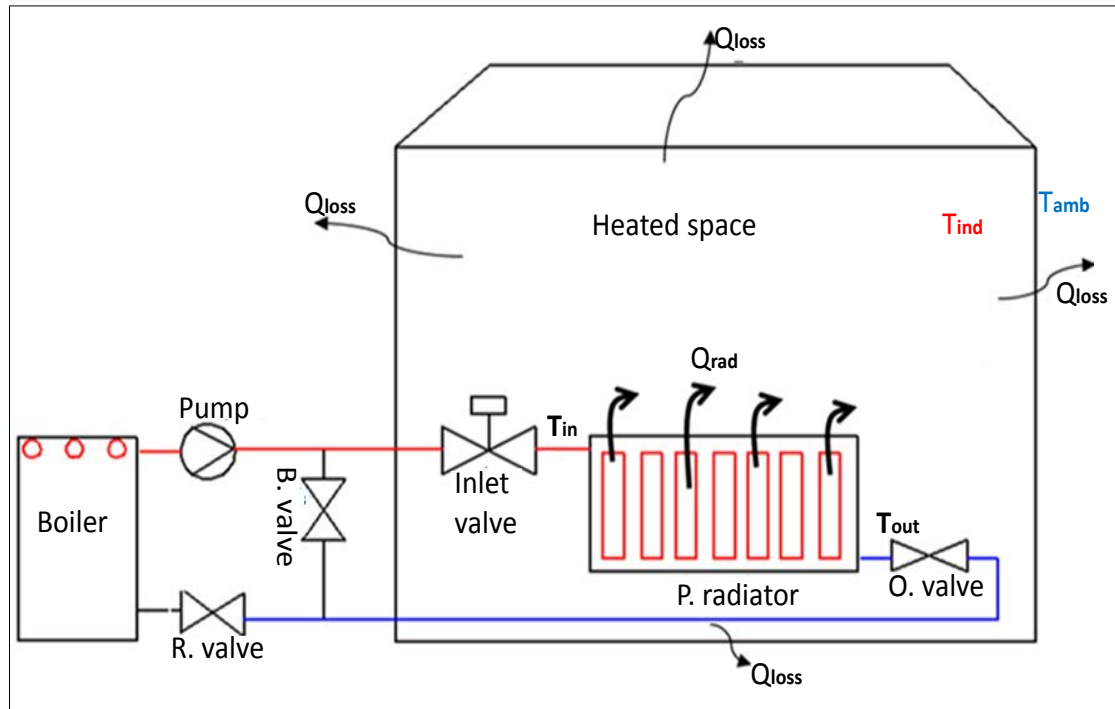 Qloss
Qloss
Heated space
Tind
Tamb
Qloss
Qrad
Pump
Tin
Inlet
valve
B. valve
Boiler
Tout
O. valve
P. radiator
R. valve
Qloss